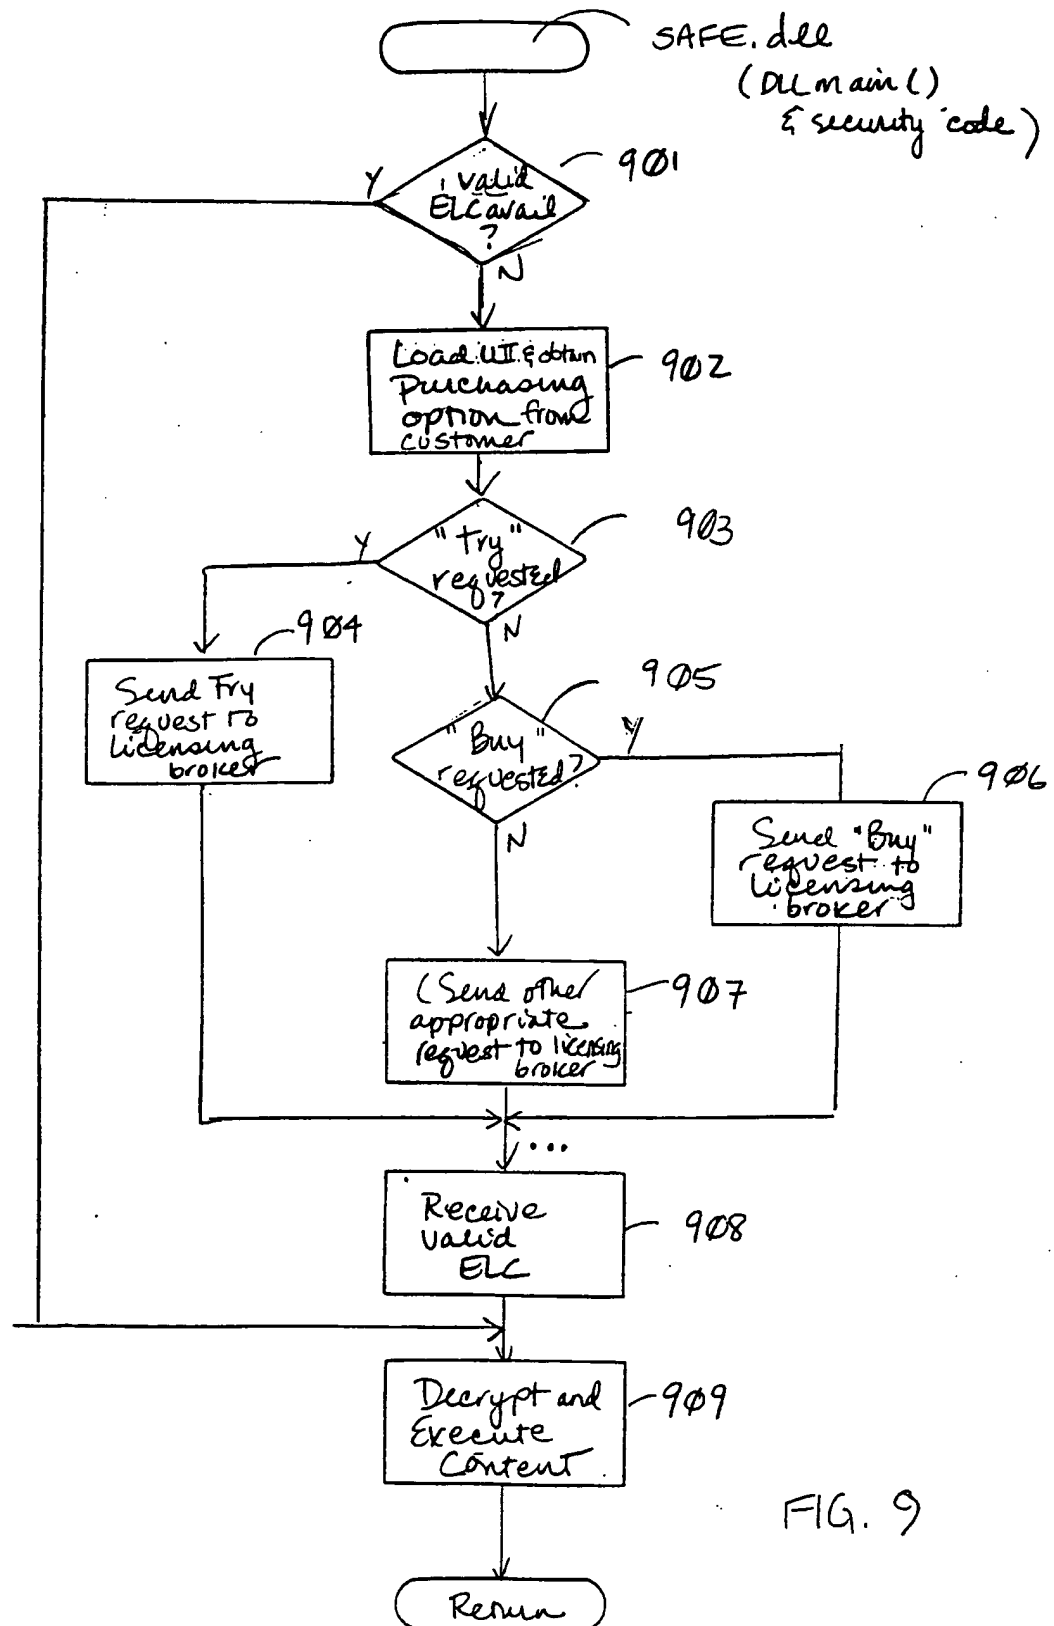 SAFE.dll
(DLLmain()
& security code)
901
Y
valid
ELC avail
?
N
Load UI & obtain
Purchasing
option from
customer
902
"Try"
requested
?
903
Y
N
904
Send Try
request to
licensing
broker
905
"Buy"
requested?
Y
N
906
Send "Buy"
request to
licensing
broker
(Send other
appropriate
request to licensing
broker
907
...
Receive
valid
ELC
908
Decrypt and
Execute
Content
909
FIG. 9
Return